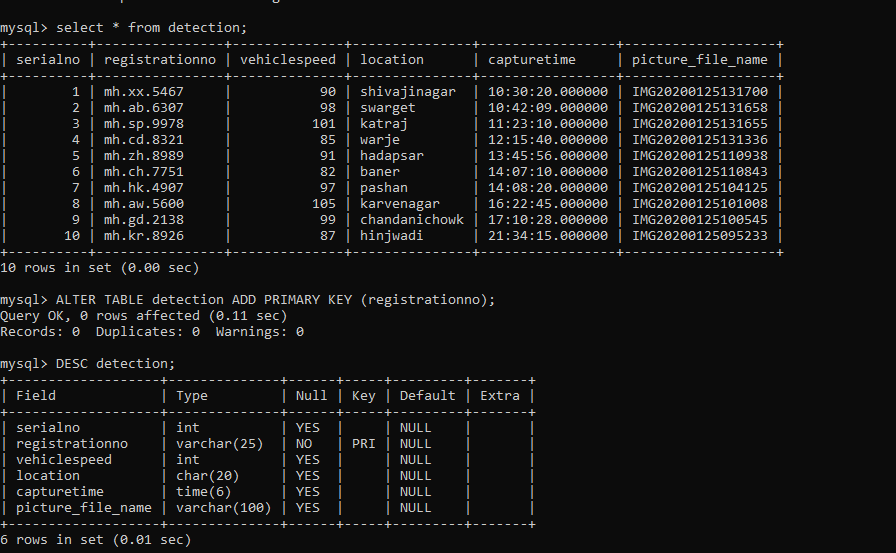 mysql> select * from detection;
+----------+----------------+--------------+--------------+-----------------+-------------------+
| serialno | registrationno | vehiclespeed | location     | capturetime     | picture_file_name |
+----------+----------------+--------------+--------------+-----------------+-------------------+
|        1 | mh.xx.5467     |           90 | shivajinagar | 10:30:20.000000 | IMG20200125131700 |
|        2 | mh.ab.6307     |           98 | swarget      | 10:42:09.000000 | IMG20200125131658 |
|        3 | mh.sp.9978     |          101 | katraj       | 11:23:10.000000 | IMG20200125131655 |
|        4 | mh.cd.8321     |           85 | warje        | 12:15:40.000000 | IMG20200125131336 |
|        5 | mh.zh.8989     |           91 | hadapsar     | 13:45:56.000000 | IMG20200125110938 |
|        6 | mh.ch.7751     |           82 | baner        | 14:07:10.000000 | IMG20200125110843 |
|        7 | mh.hk.4907     |           97 | pashan       | 14:08:20.000000 | IMG20200125104125 |
|        8 | mh.aw.5600     |          105 | karvenagar   | 16:22:45.000000 | IMG20200125101008 |
|        9 | mh.gd.2138     |           99 | chandanichowk | 17:10:28.000000 | IMG20200125100545 |
|       10 | mh.kr.8926     |           87 | hinjwadi     | 21:34:15.000000 | IMG20200125095233 |
+----------+----------------+--------------+--------------+-----------------+-------------------+
10 rows in set (0.00 sec)
mysql> ALTER TABLE detection ADD PRIMARY KEY (registrationno);
Query OK, 0 rows affected (0.11 sec)
Records: 0  Duplicates: 0  Warnings: 0
mysql> DESC detection;
+-------------------+--------------+------+-----+---------+-------+
| Field             | Type         | Null | Key | Default | Extra |
+-------------------+--------------+------+-----+---------+-------+
| serialno          | int          | YES  |     | NULL    |       |
| registrationno    | varchar(25)  | NO   | PRI | NULL    |       |
| vehiclespeed      | int          | YES  |     | NULL    |       |
| location          | char(20)     | YES  |     | NULL    |       |
| capturetime       | time(6)      | YES  |     | NULL    |       |
| picture_file_name | varchar(100) | YES  |     | NULL    |       |
+-------------------+--------------+------+-----+---------+-------+
6 rows in set (0.01 sec)